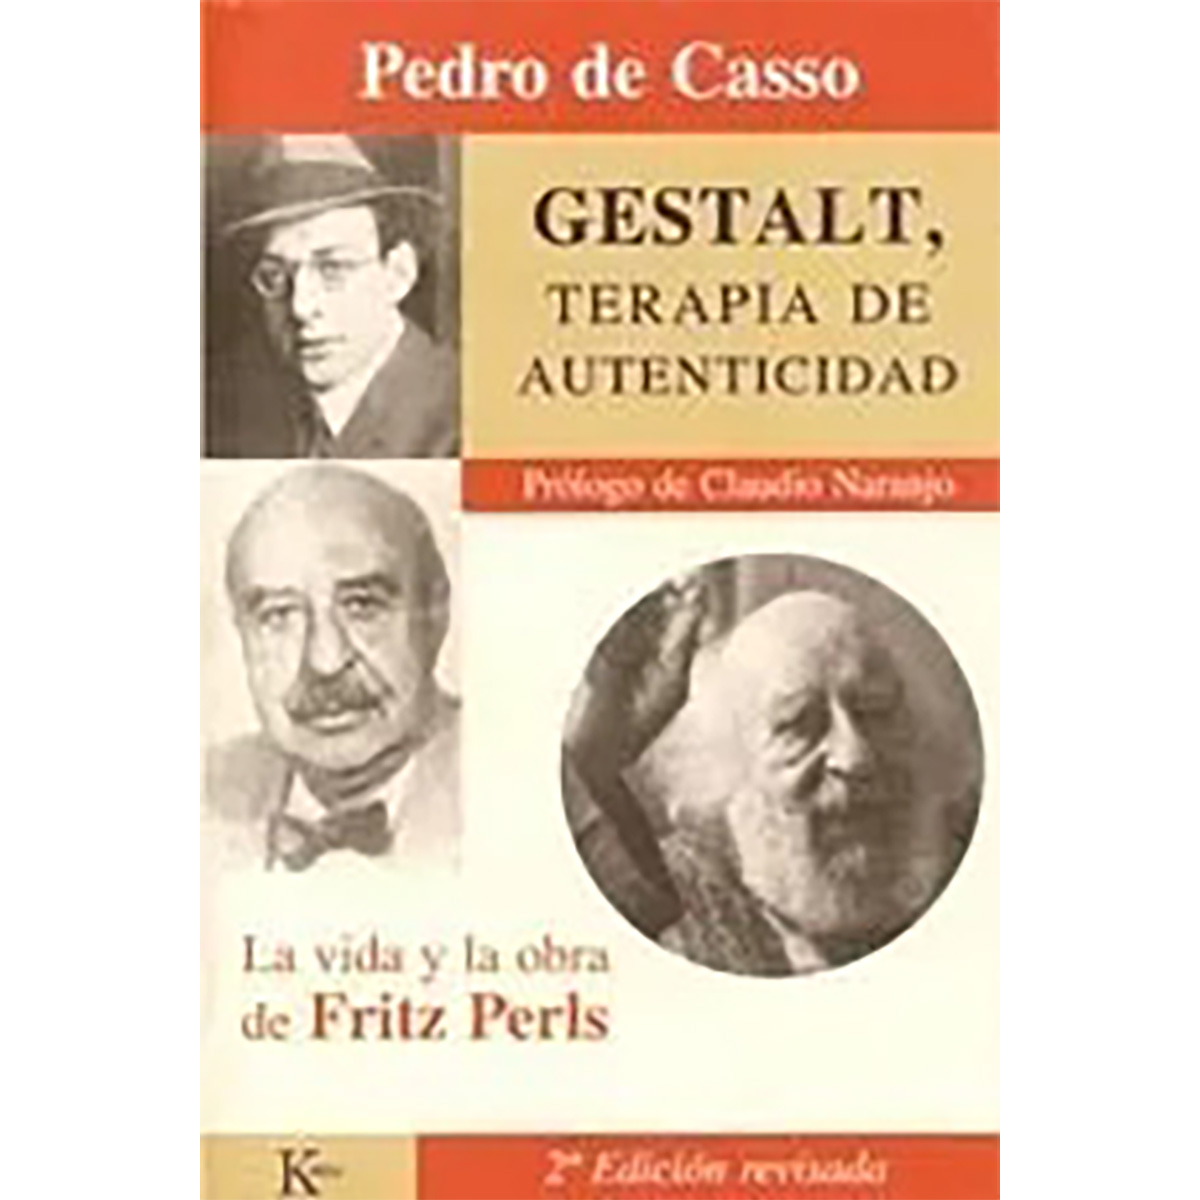 Pedro de Casso
GESTALT,
TERAPIA DE
AUTENTICIDAD
Prólogo de Claudio Naranjo
La vida y la obra
de Fritz Perls
K
2ª Edición revisada